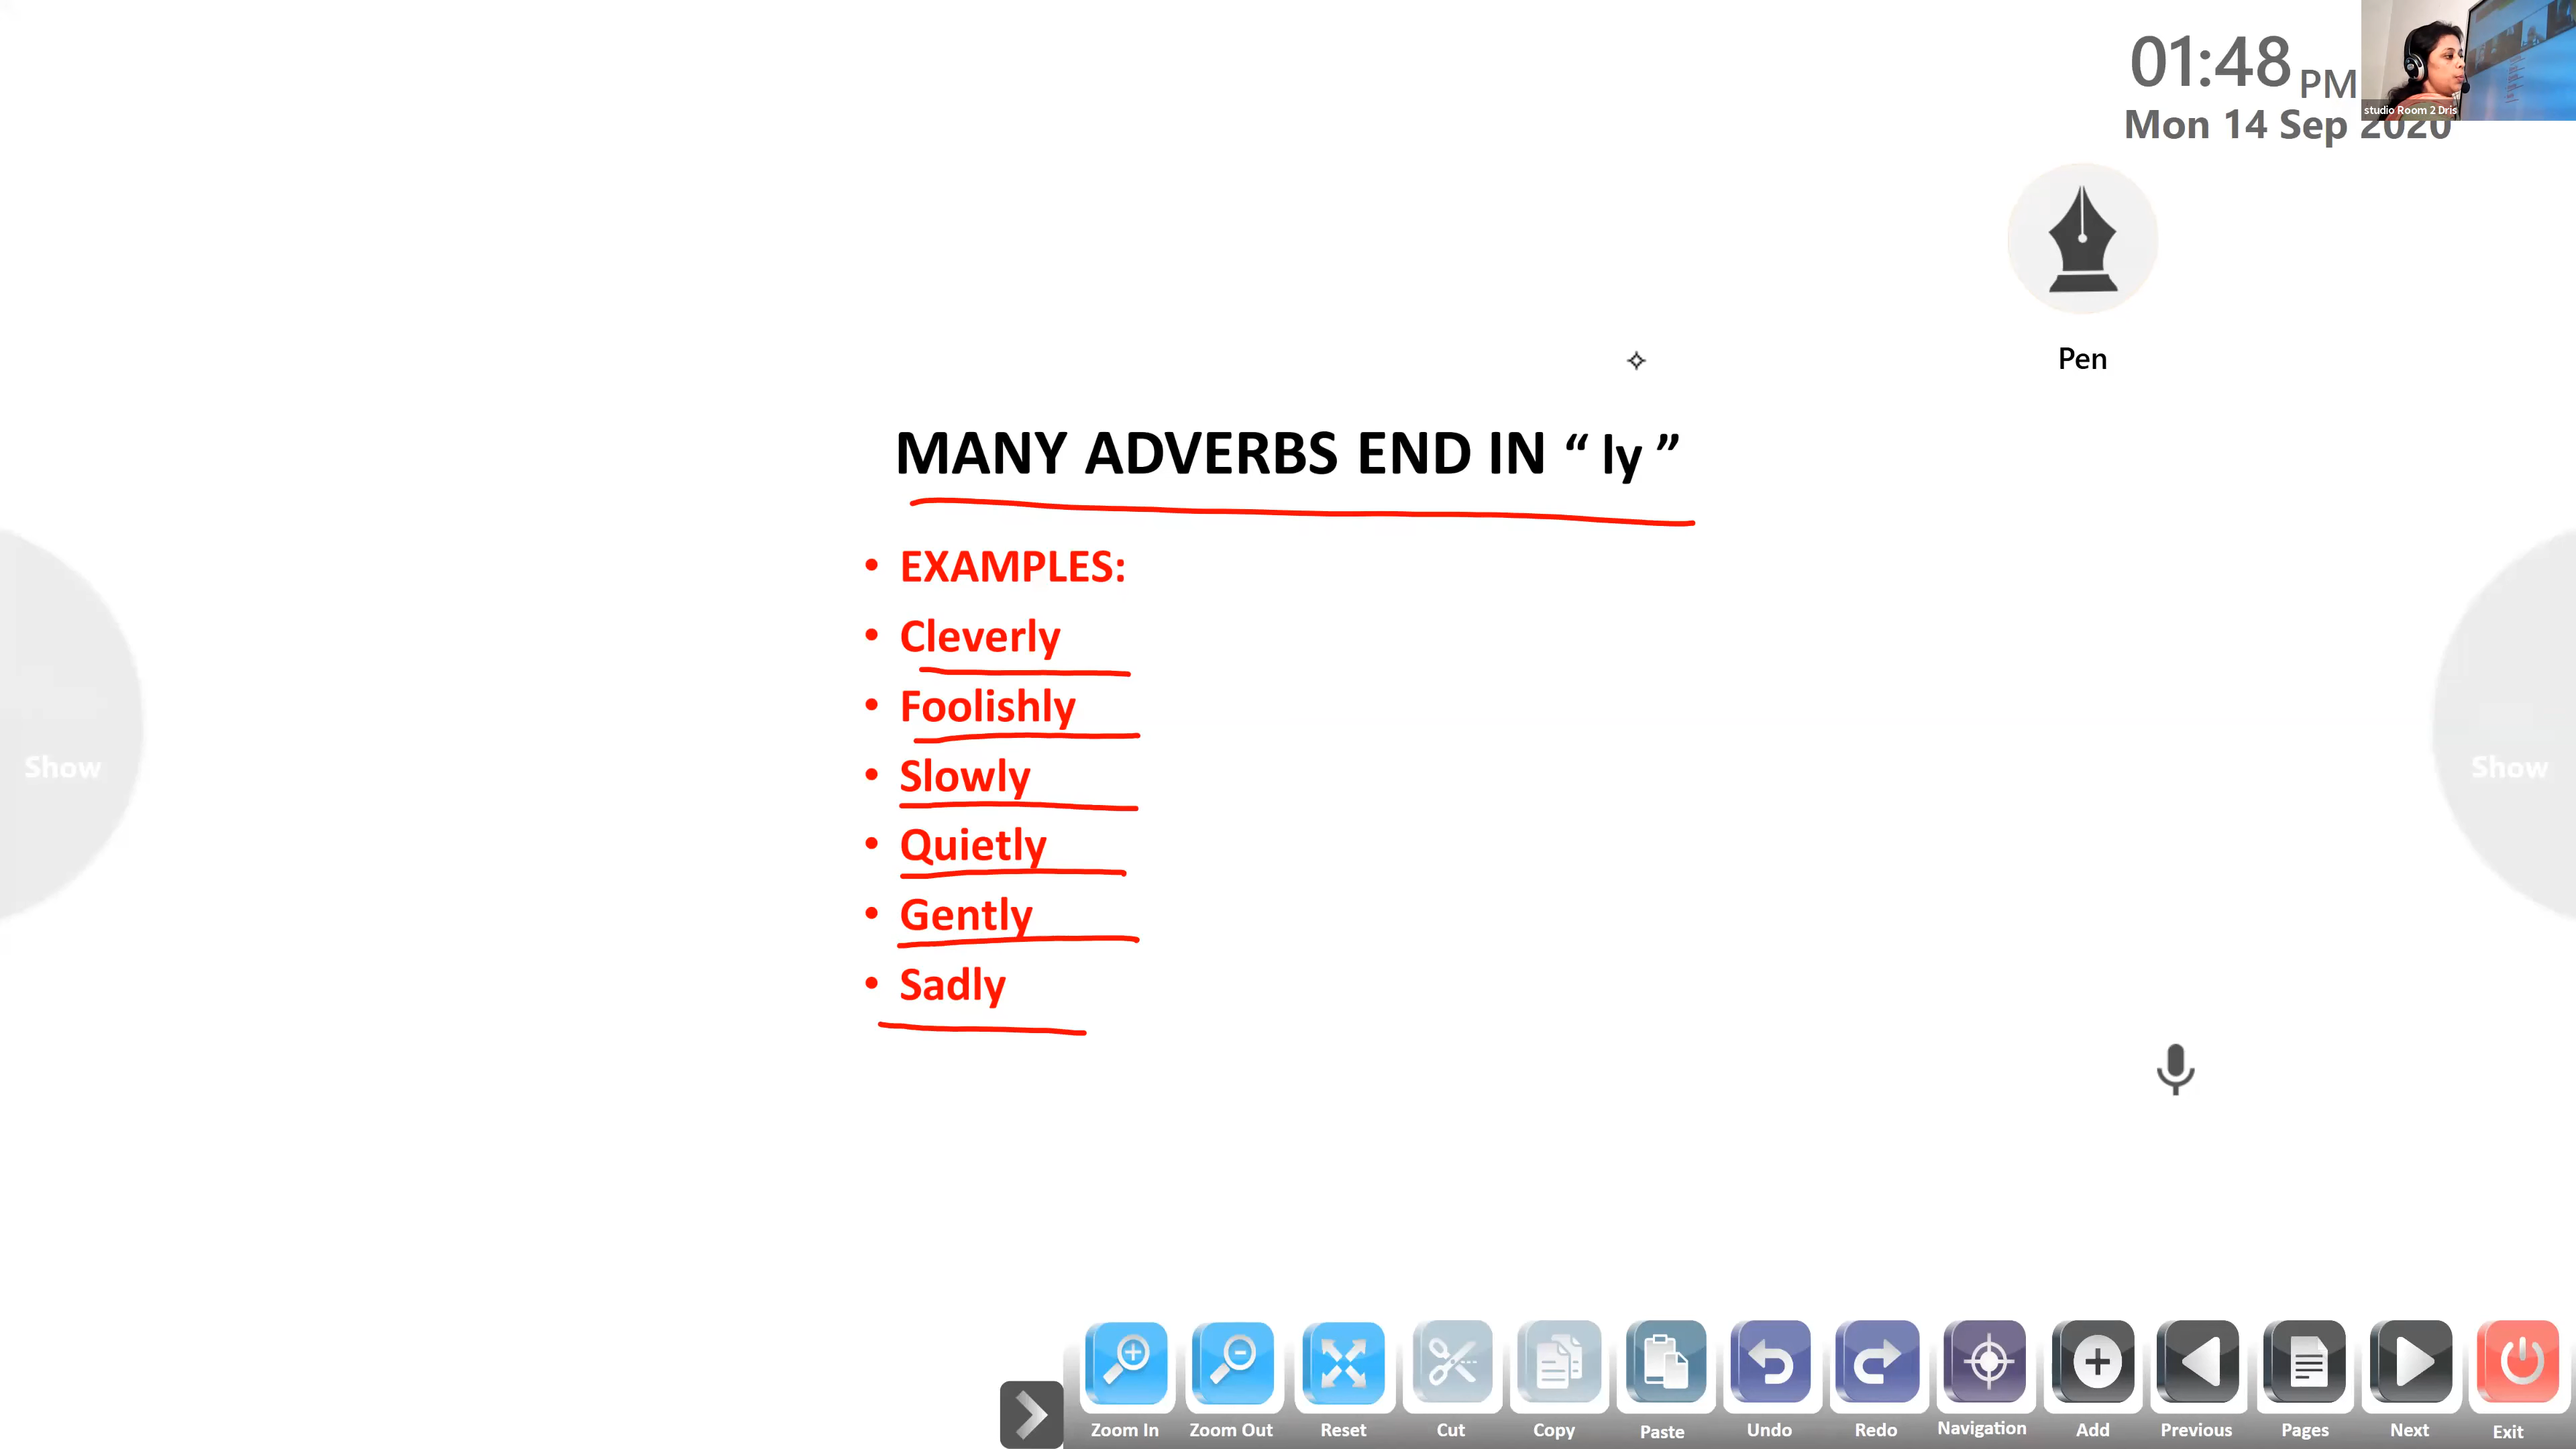 01:48 PM
studio Room 2 Dris
Mon 14 Sep 2020
Pen
MANY ADVERBS END IN “ ly ”
• EXAMPLES:
• Cleverly
• Foolishly
• Slowly
• Quietly
• Gently
• Sadly
Show
Show
Zoom In
Zoom Out
Reset
Cut
Copy
Paste
Undo
Redo
Navigation
Add
Previous
Pages
Next
Exit